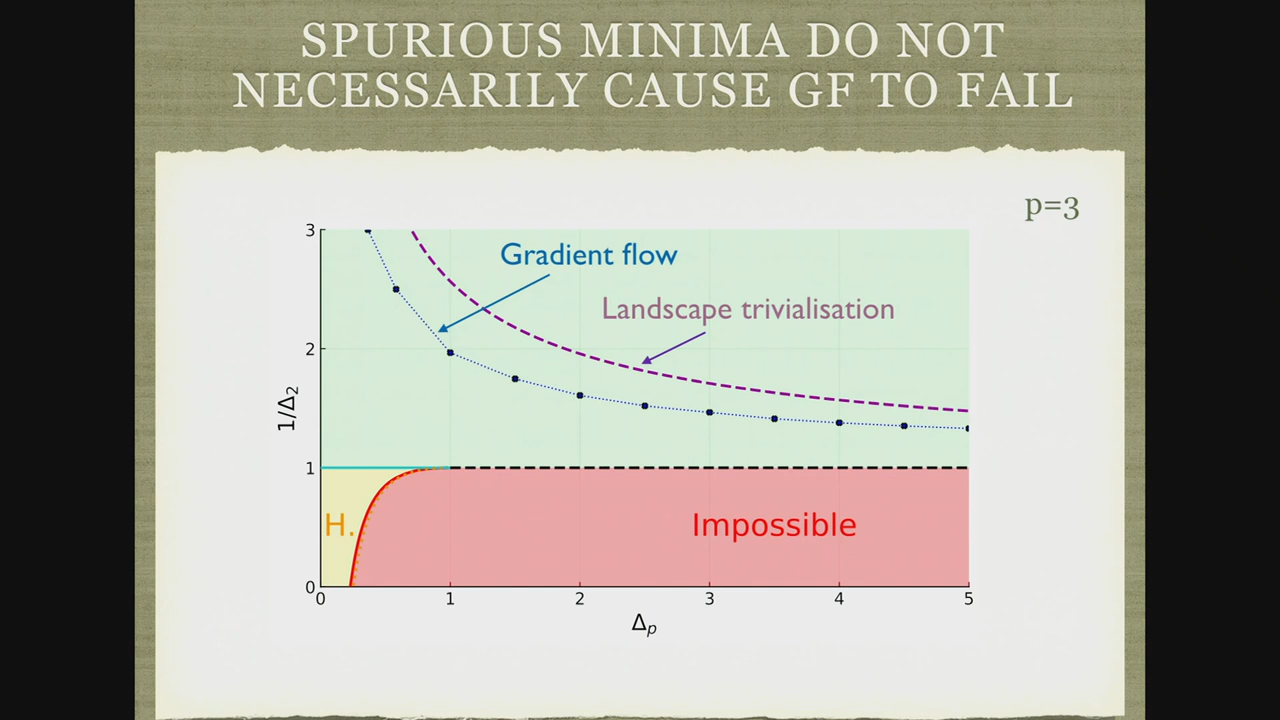 SPURIOUS MINIMA DO NOT
NECESSARILY CAUSE GF TO FAIL
p=3
3
Gradient flow
Landscape trivialisation
2
1/Δ₂
1
H.
Impossible
0
0 1 2 3 4 5
Δₚ